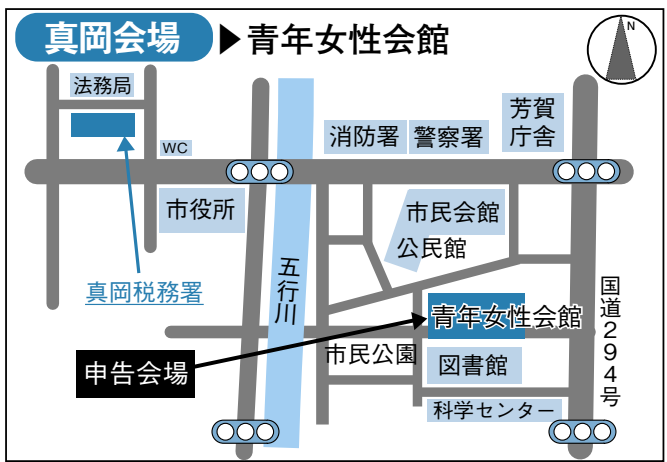 真岡会場▶青年女性会館
N
法務局
WC
消防署
警察署
芳賀
庁舎
市役所
市民会館
公民館
真岡税務署
五行川
国道294号
青年女性会館
申告会場
市民公園
図書館
科学センター